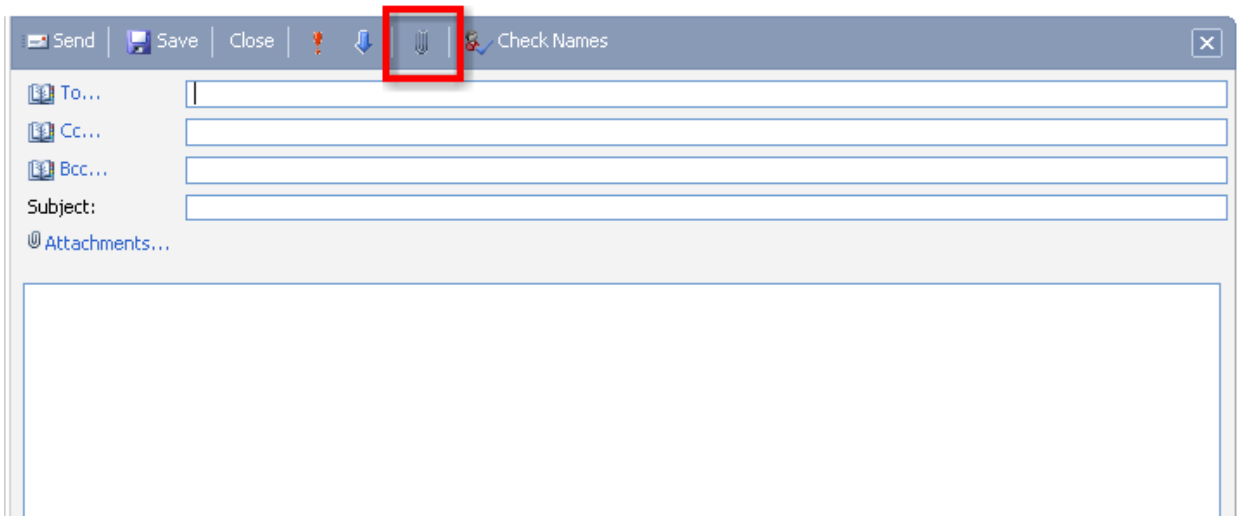 Send Save Close Check Names
To...
Cc...
Bcc...
Subject:
Attachments...